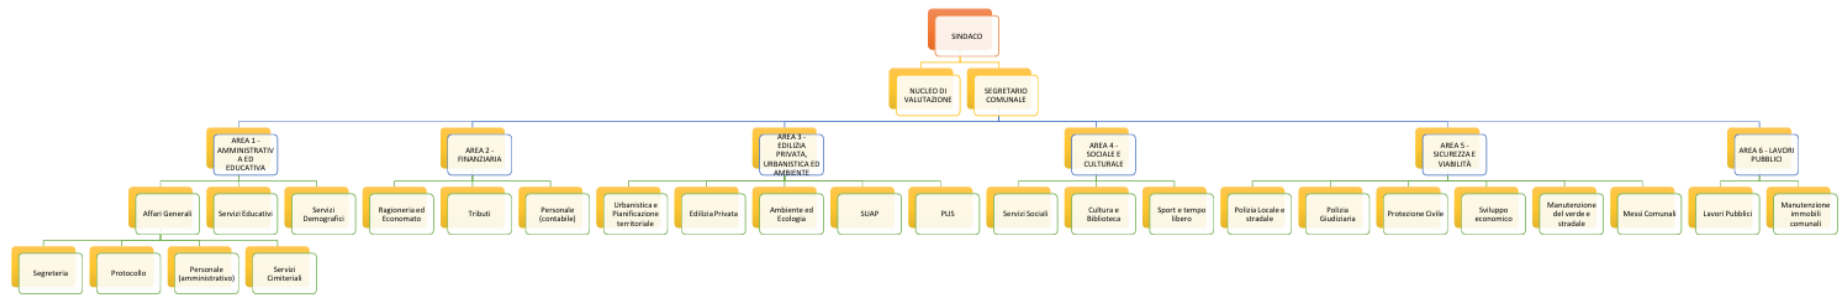 SINDACO
NUCLEO DI
VALUTAZIONE
SEGRETARIO
COMUNALE
AREA 1 -
AMMINISTRATIV
A ED
EDUCATIVA
AREA 2 -
FINANZIARIA
AREA 3 -
EDILIZIA
PRIVATA,
URBANISTICA ED
AMBIENTE
AREA 4 -
SOCIALE E
CULTURALE
AREA 5 -
SICUREZZA E
VIABILITÀ
AREA 6 - LAVORI
PUBBLICI
Affari Generali
Servizi Educativi
Servizi
Demografici
Ragioneria ed
Economato
Tributi
Personale
(contabile)
Urbanistica e
Pianificazione
territoriale
Edilizia Privata
Ambiente ed
Ecologia
SUAP
PLIS
Servizi Sociali
Cultura e
Biblioteca
Sport e tempo
libero
Polizia Locale e
stradale
Polizia
Giudiziaria
Protezione Civile
Sviluppo
economico
Manutenzione
del verde e
stradale
Messi Comunali
Lavori Pubblici
Manutenzione
immobili
comunali
Segreteria
Protocollo
Personale
(amministrativo)
Servizi
Cimiteriali